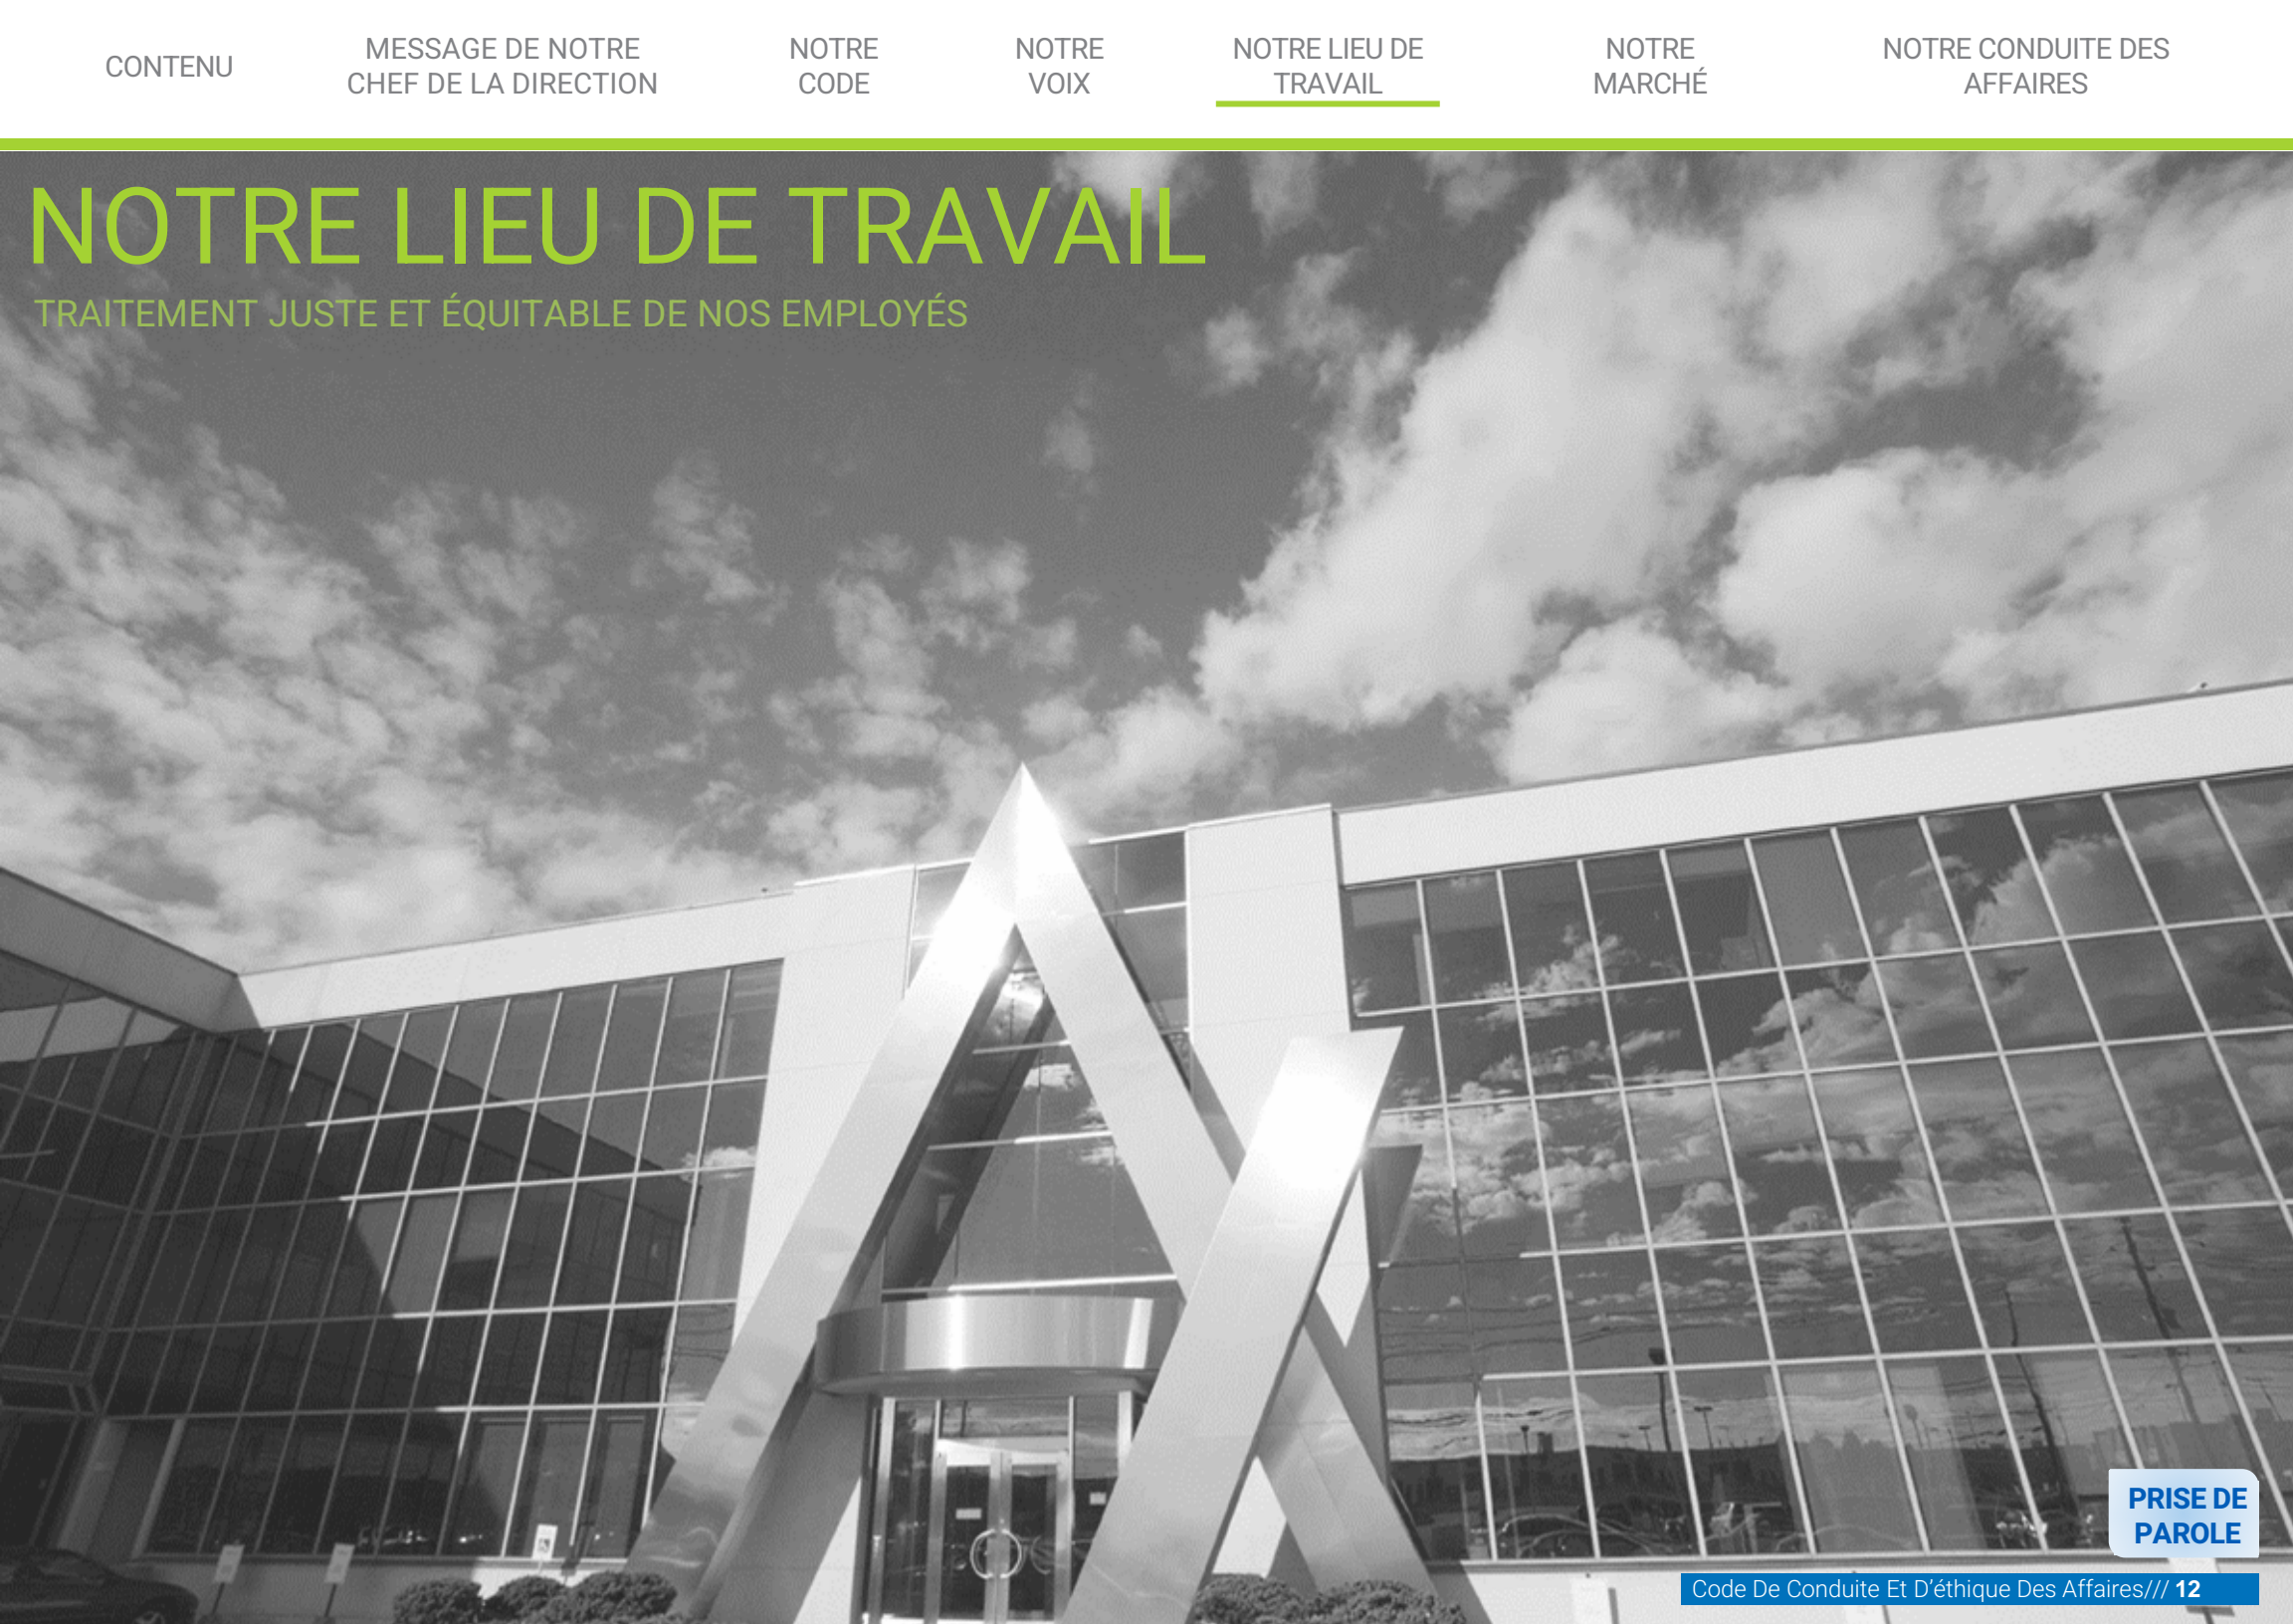 CONTENU
MESSAGE DE NOTRE
CHEF DE LA DIRECTION
NOTRE
CODE
NOTRE
VOIX
NOTRE LIEU DE
TRAVAIL
NOTRE
MARCHÉ
NOTRE CONDUITE DES
AFFAIRES
NOTRE LIEU DE TRAVAIL
TRAITEMENT JUSTE ET ÉQUITABLE DE NOS EMPLOYÉS
PRISE DE
PAROLE
Code De Conduite Et D'éthique Des Affaires/// 12